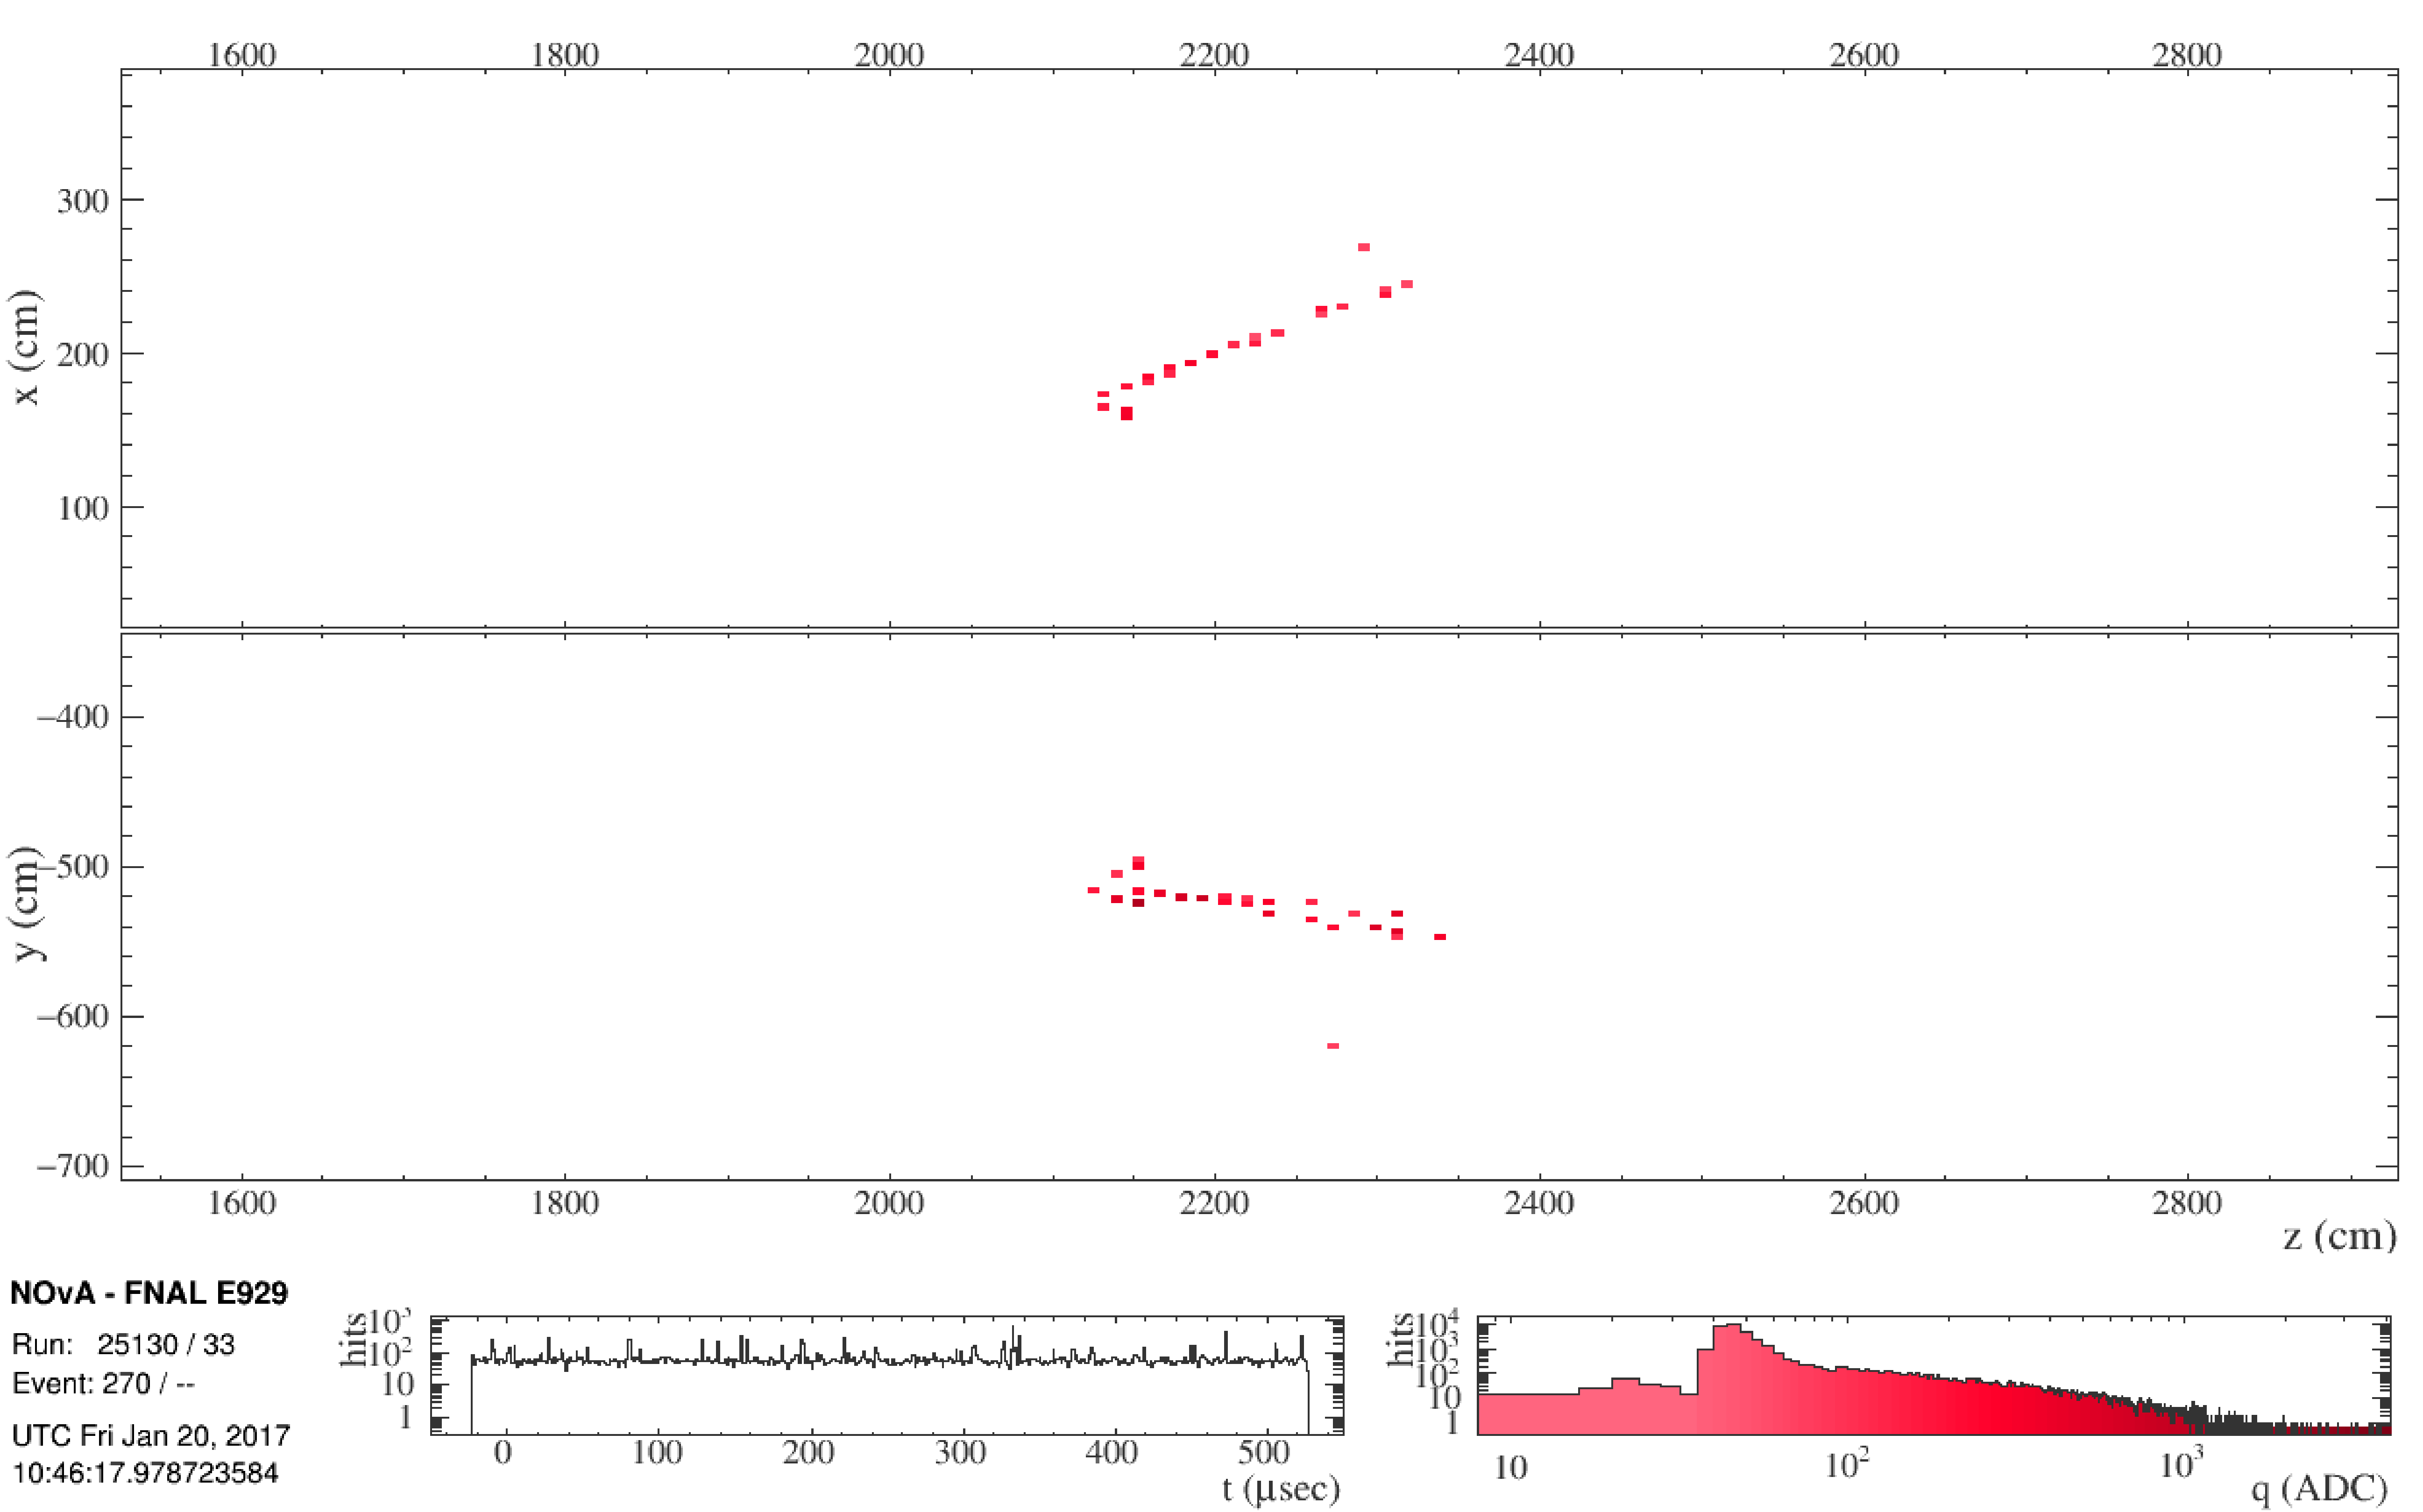 1600 1800 2000 2200 2400 2600 2800
300
200
100
x (cm)
−400
−500
−600
−700
y (cm)
1600 1800 2000 2200 2400 2600 2800
z (cm)
NOvA - FNAL E929
Run: 25130 / 33
Event: 270 / --
UTC Fri Jan 20, 2017
10:46:17.978723584
hits
10³
10²
10
1
0 100 200 300 400 500
t (μsec)
hits
10⁴
10³
10²
10
1
10 10² 10³
q (ADC)